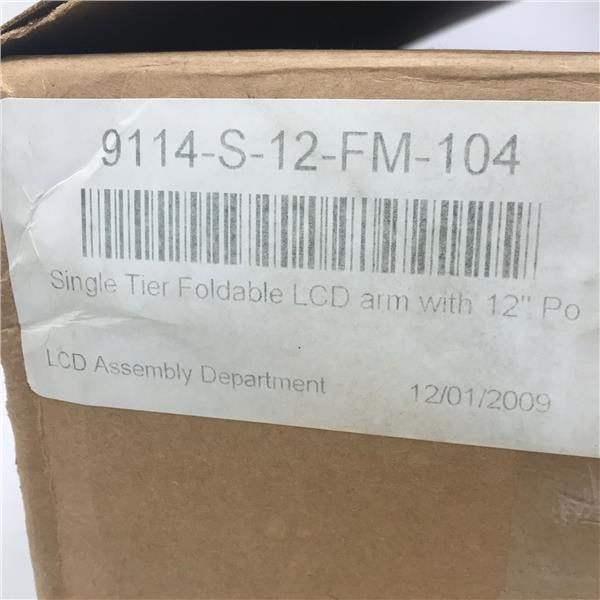 9114-S-12-FM-104
Single Tier Foldable LCD arm with 12" Po
LCD Assembly Department
12/01/2009